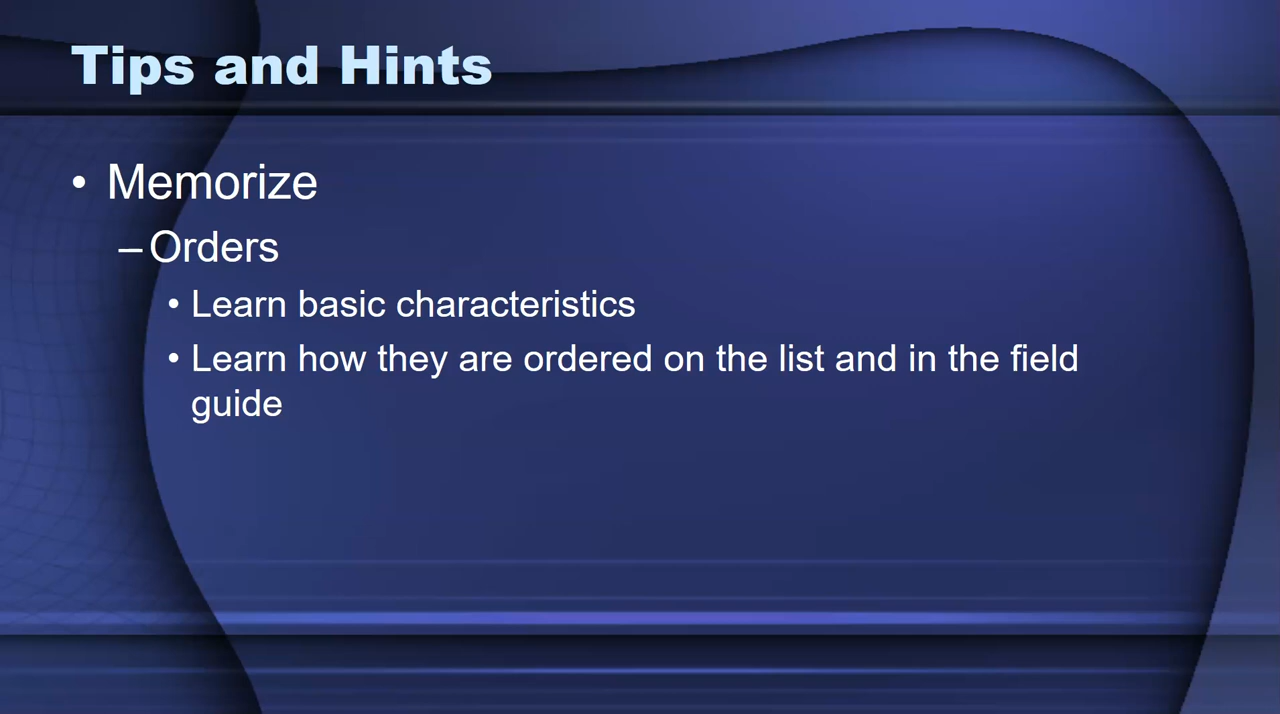 Tips and Hints
• Memorize
– Orders
• Learn basic characteristics
• Learn how they are ordered on the list and in the field
guide